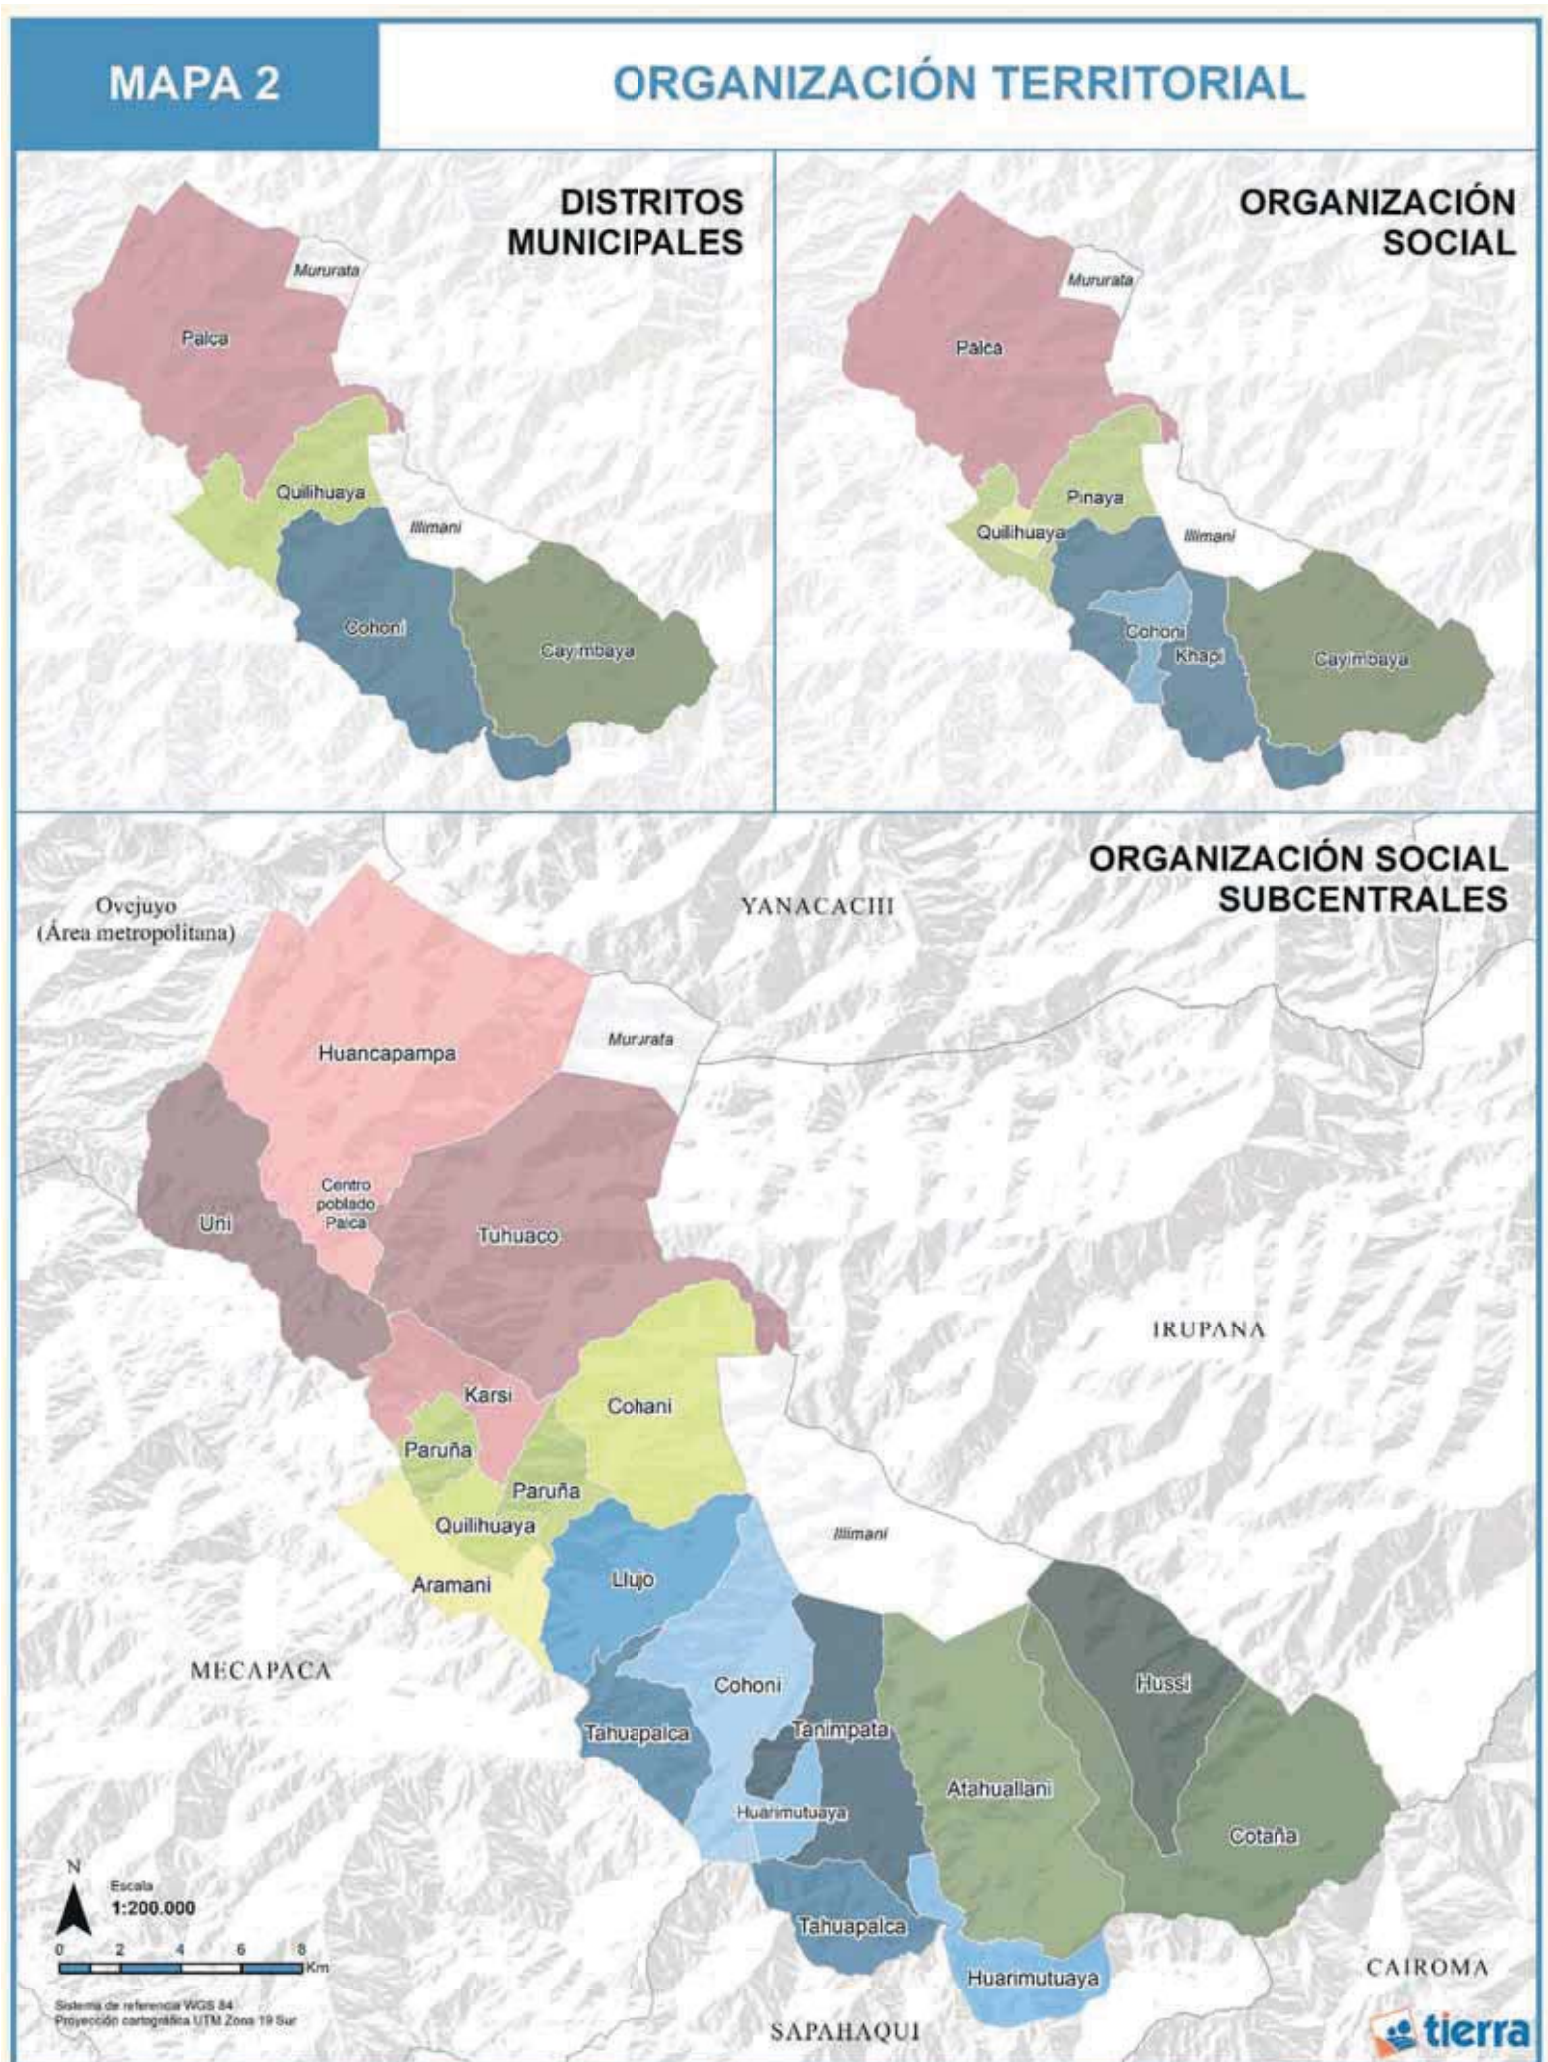 MAPA 2
ORGANIZACIÓN TERRITORIAL
DISTRITOS
MUNICIPALES
Mururata
Palca
Quilihuaya
Illimani
Cohoni
Cayimbaya
ORGANIZACIÓN
SOCIAL
Mururata
Palca
Pinaya
Quilihuaya
Illimani
Cohoni
Khapi
Cayimbaya
ORGANIZACIÓN SOCIAL
SUBCENTRALES
Ovejuyo
(Área metropolitana)
YANACACHI
Mururata
Huancapampa
Centro
poblado
Palca
Uni
Tuhuaco
IRUPANA
Karsi
Cohani
Paruña
Paruña
Quilihuaya
Illimani
Llujo
Aramani
MECAPACA
Cohoni
Hussi
Tahuapalca
Tanimpata
Atahuallani
Huarimutuaya
Cotaña
Tahuapalca
Huarimutuaya
CAIROMA
SAPAHAQUI
N
Escala
1:200.000
0 2 4 6 8
Km
Sistema de referencia WGS 84
Proyección cartográfica UTM Zona 19 Sur
tierra